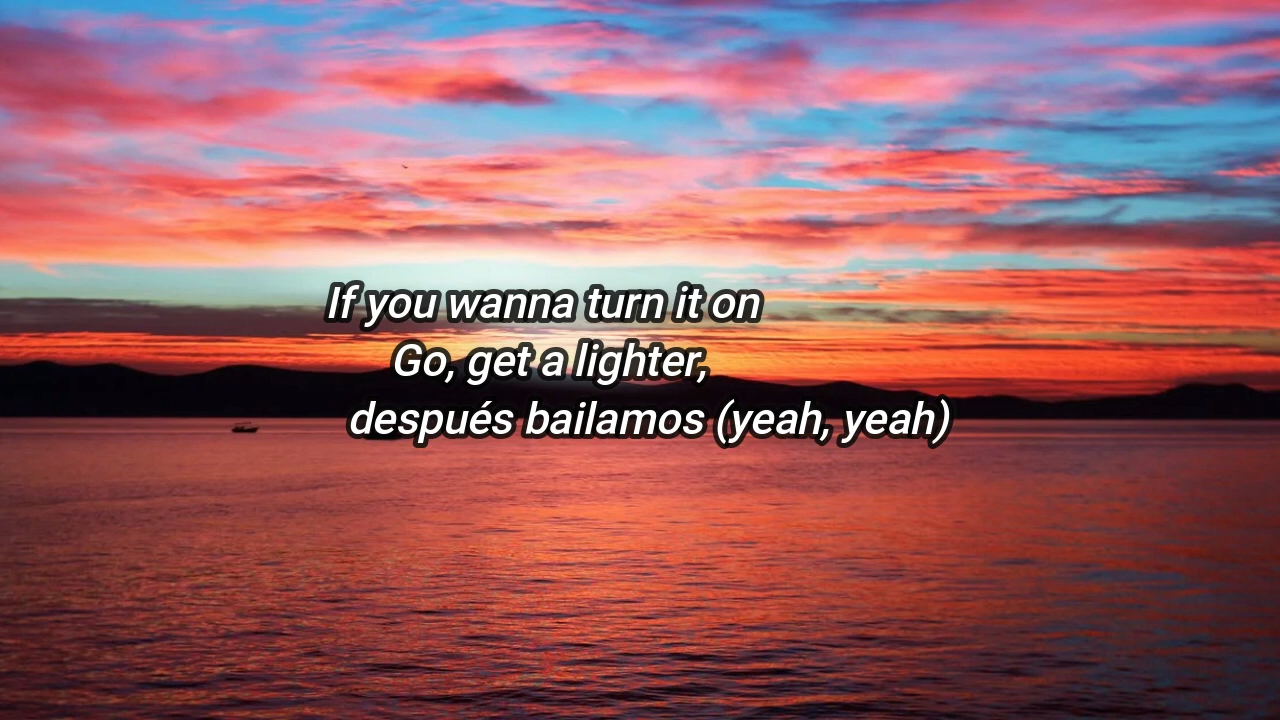 If you wanna turn it on
Go, get a lighter,
después bailamos (yeah, yeah)